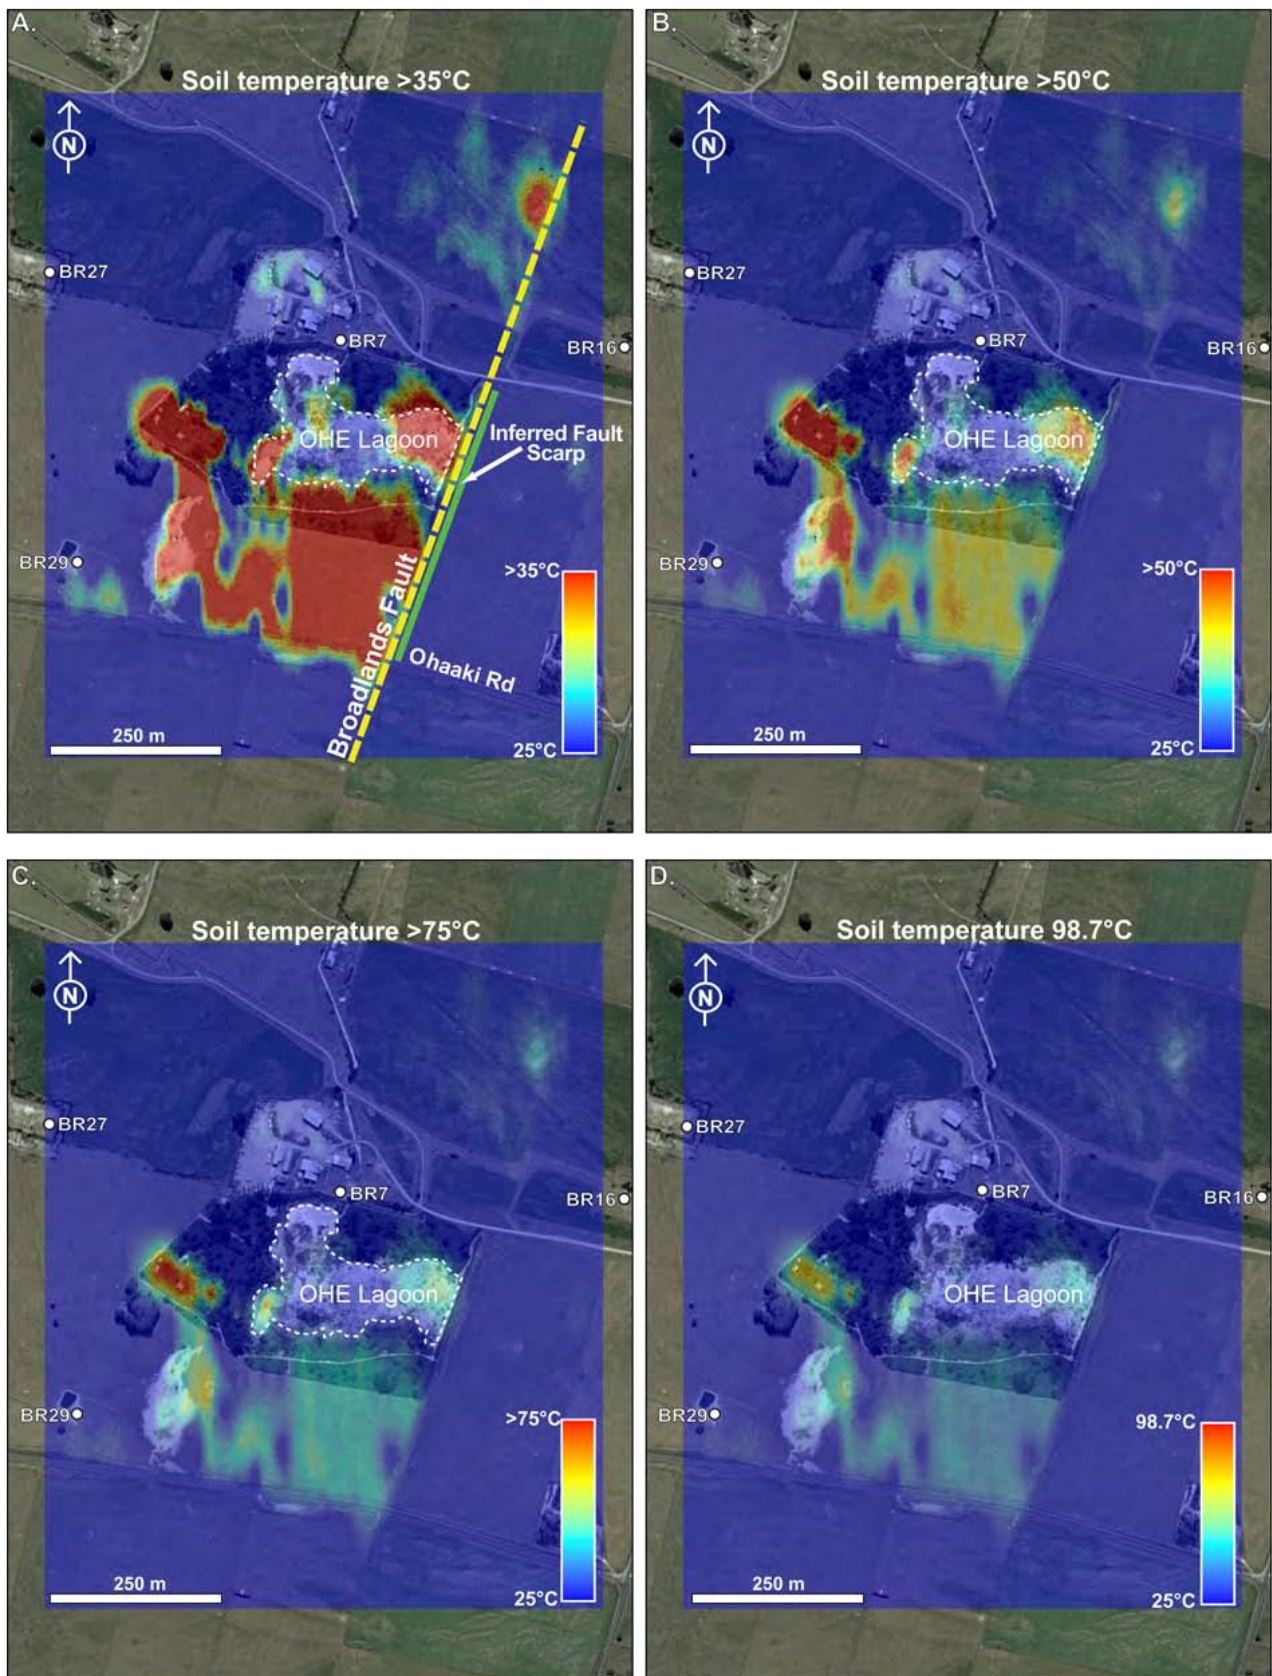 A.
Soil temperature >35°C
N
BR27
BR7
BR16
OHE Lagoon
Inferred Fault
Scarp
BR29
>35°C
Broadlands Fault
Ohaaki Rd
250 m
25°C
B.
Soil temperature >50°C
N
BR27
BR7
BR16
OHE Lagoon
BR29
>50°C
250 m
25°C
C.
Soil temperature >75°C
N
BR27
BR7
BR16
OHE Lagoon
BR29
>75°C
250 m
25°C
D.
Soil temperature 98.7°C
N
BR27
BR7
BR16
OHE Lagoon
BR29
98.7°C
250 m
25°C